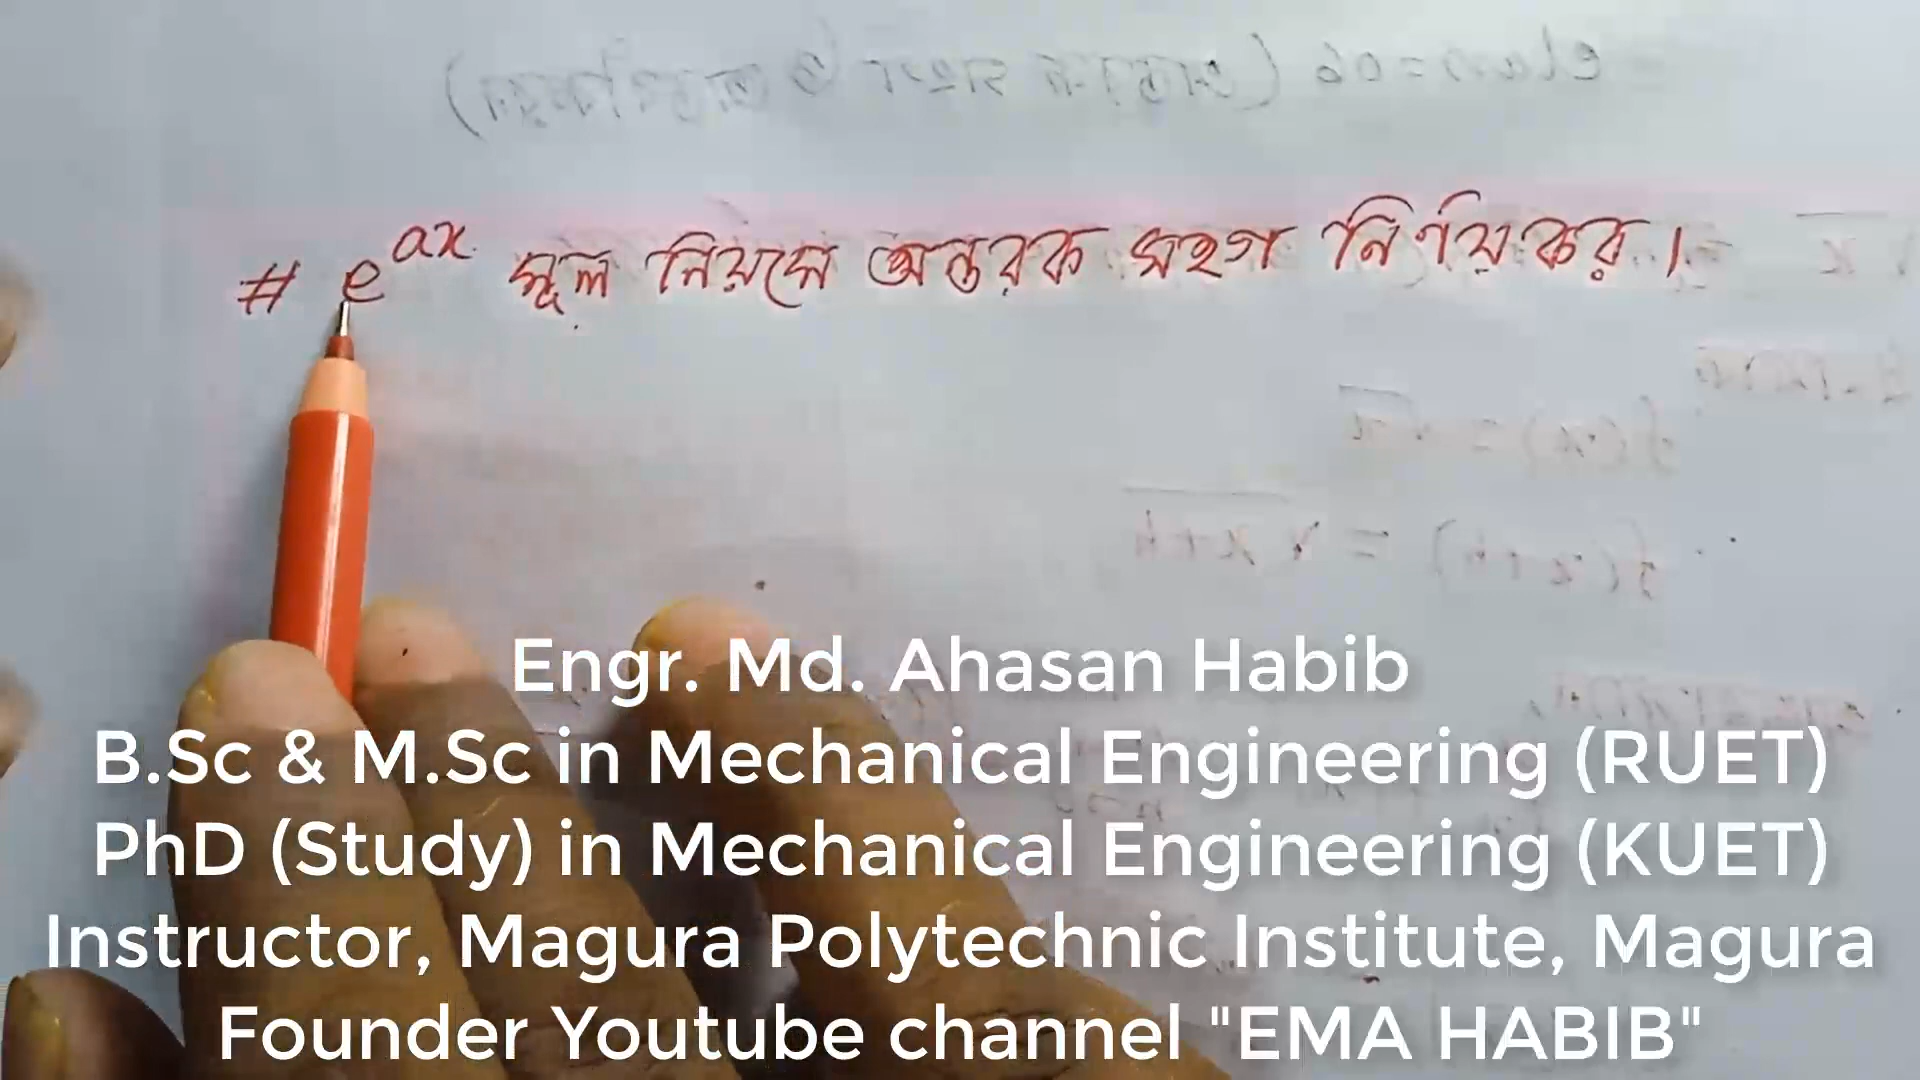 # e^ax মূল নিয়মে অন্তরক সহগ নির্ণয় কর।
Engr. Md. Ahasan Habib
B.Sc & M.Sc in Mechanical Engineering (RUET)
PhD (Study) in Mechanical Engineering (KUET)
Instructor, Magura Polytechnic Institute, Magura
Founder Youtube channel "EMA HABIB"